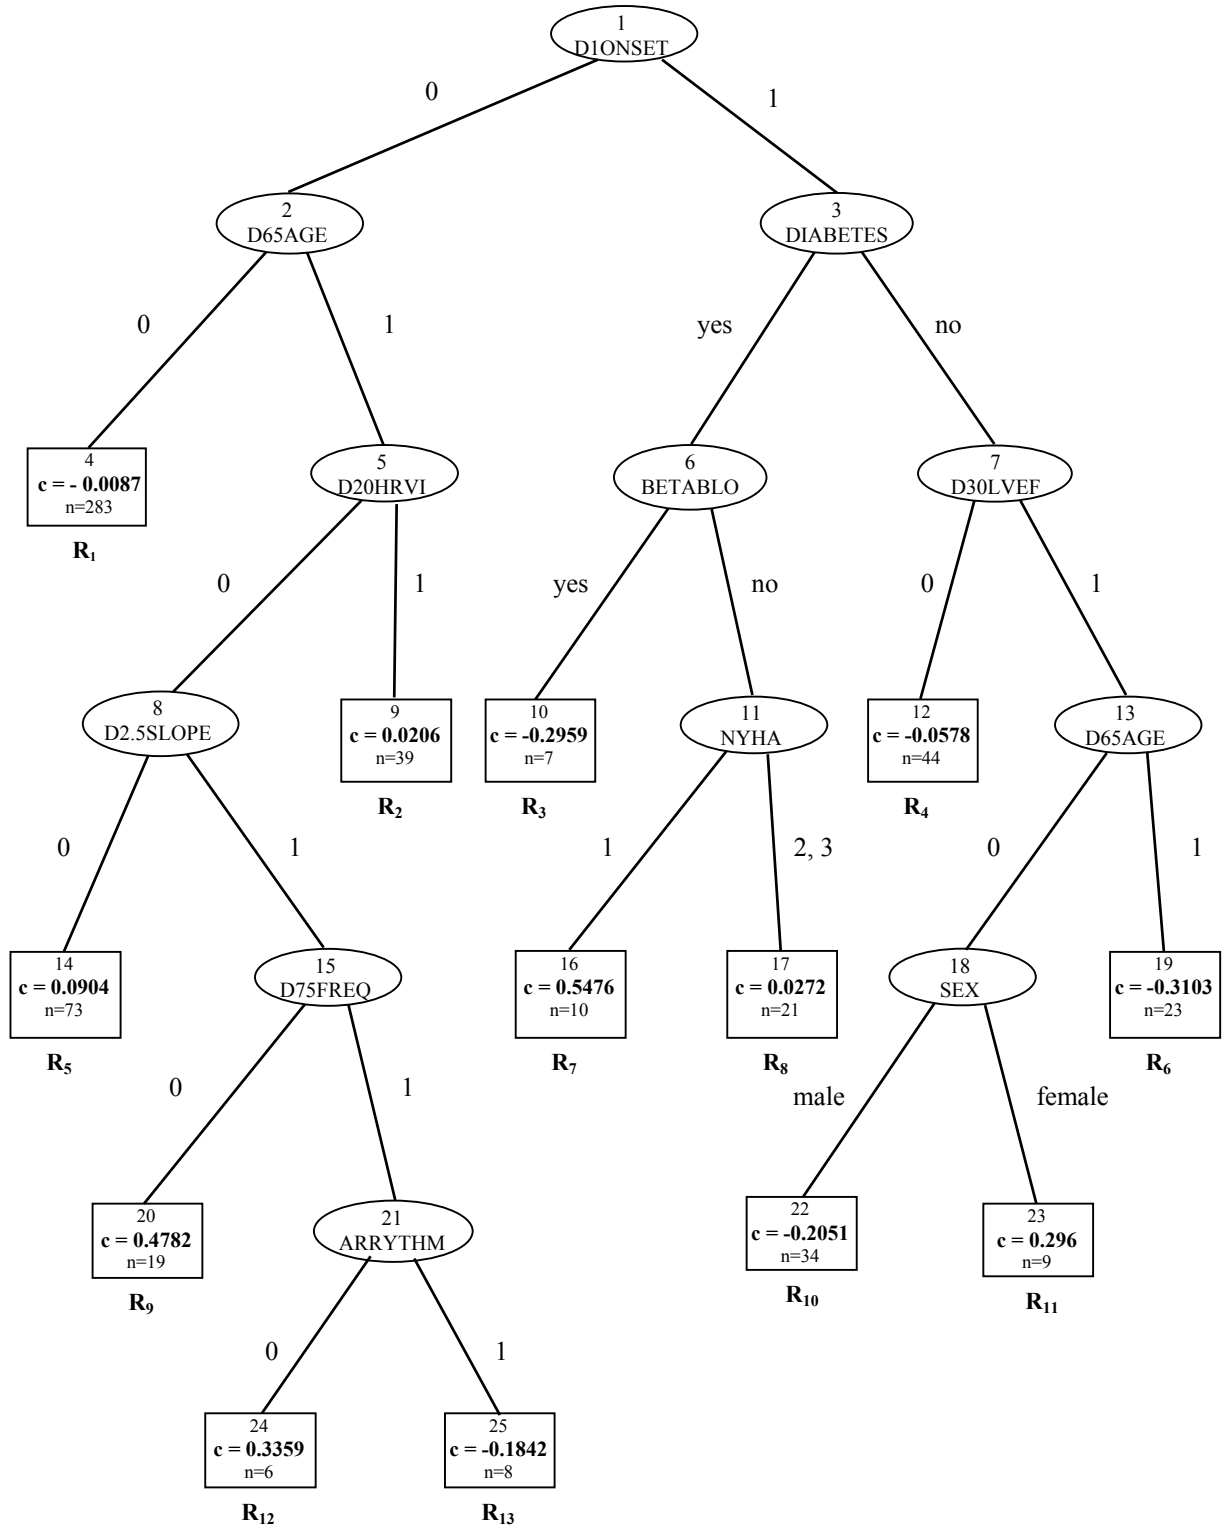 1
D1ONSET
0
1
2
D65AGE
3
DIABETES
0
1
yes
no
4
c = - 0.0087
n=283
R₁
5
D20HRVI
6
BETABLO
7
D30LVEF
0
1
yes
no
0
1
8
D2.5SLOPE
9
c = 0.0206
n=39
R₂
10
c = -0.2959
n=7
R₃
11
NYHA
12
c = -0.0578
n=44
R₄
13
D65AGE
0
1
1
2, 3
0
1
14
c = 0.0904
n=73
R₅
15
D75FREQ
16
c = 0.5476
n=10
R₇
17
c = 0.0272
n=21
R₈
18
SEX
19
c = -0.3103
n=23
R₆
0
1
male
female
20
c = 0.4782
n=19
R₉
21
ARRYTHM
22
c = -0.2051
n=34
R₁₀
23
c = 0.296
n=9
R₁₁
0
1
24
c = 0.3359
n=6
R₁₂
25
c = -0.1842
n=8
R₁₃